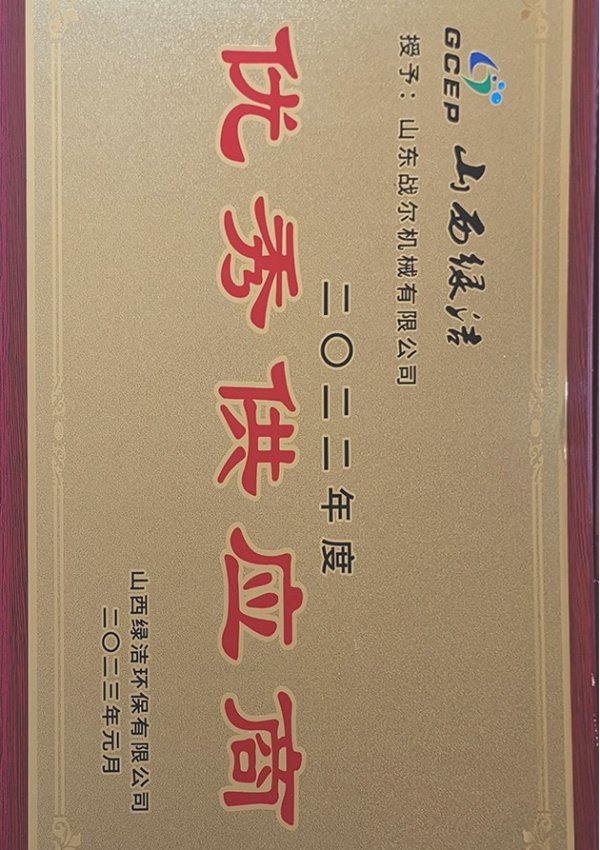 GCEP 山西绿洁
授予：山东战尔机械有限公司
二〇二二年度
优秀供应商
山西绿洁环保有限公司
二〇二三年元月